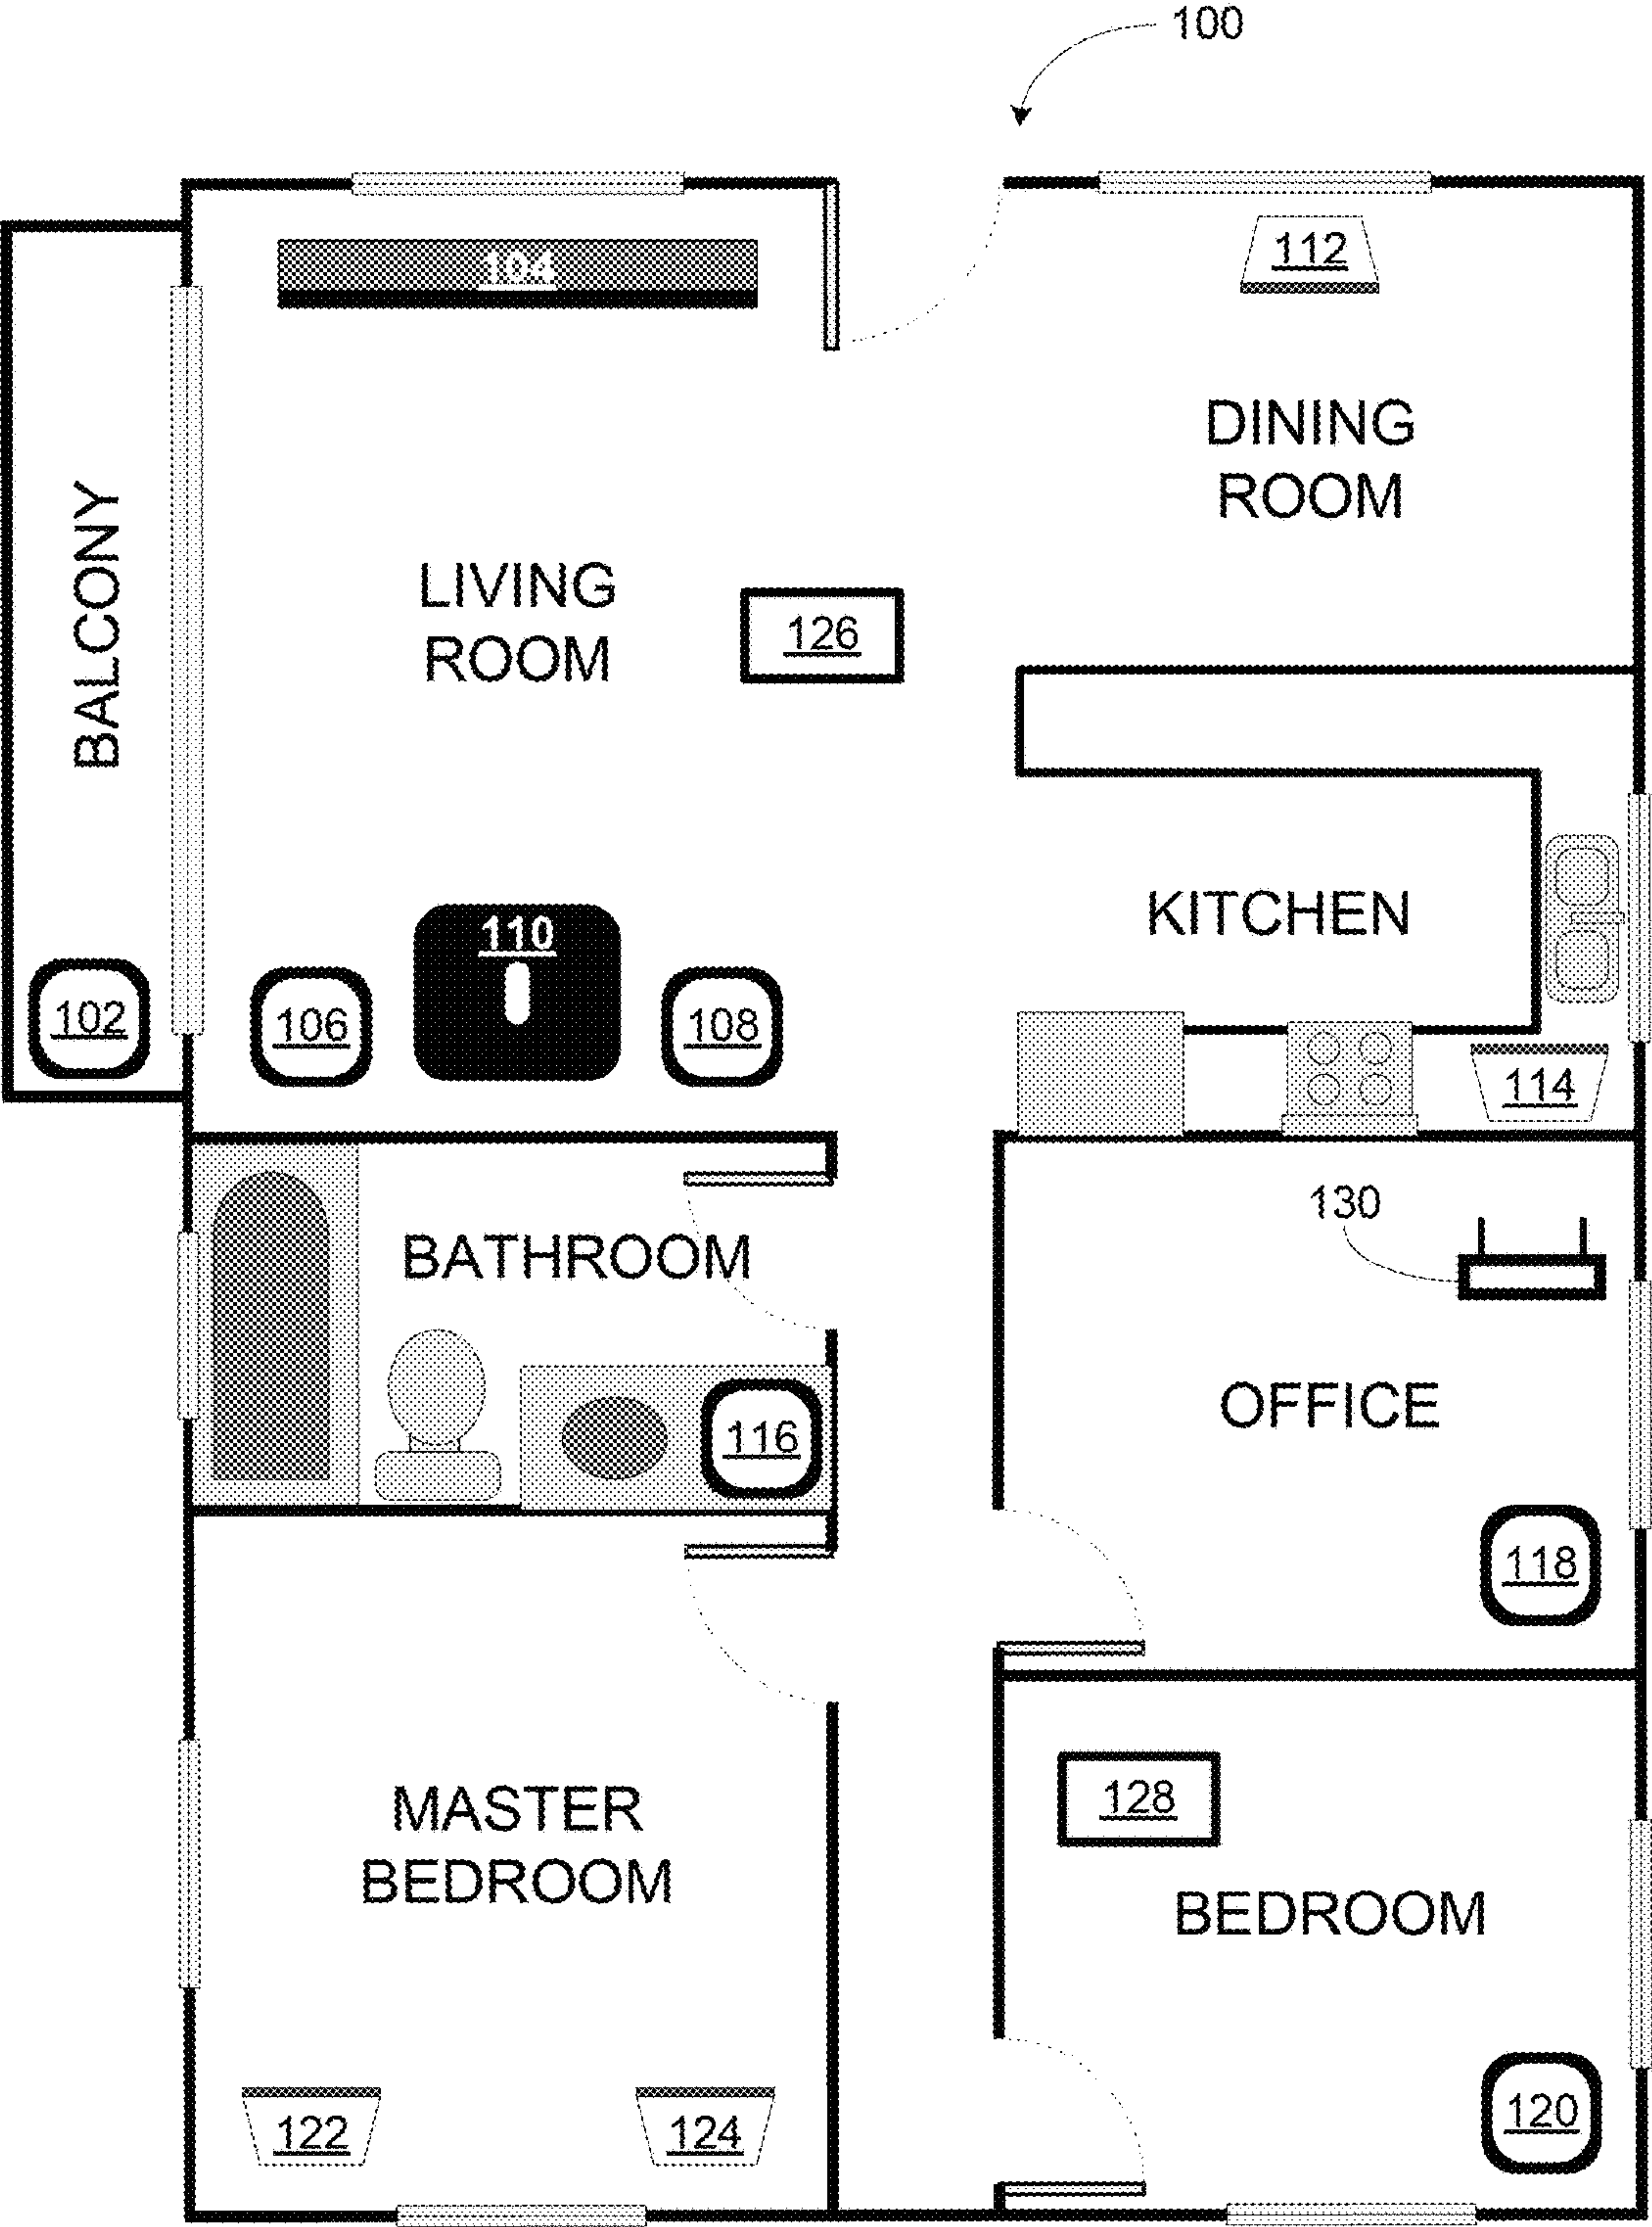 100
104
112
DINING
ROOM
BALCONY
LIVING
ROOM
126
KITCHEN
110
102
106
108
114
130
BATHROOM
OFFICE
116
118
MASTER
BEDROOM
128
BEDROOM
122
124
120